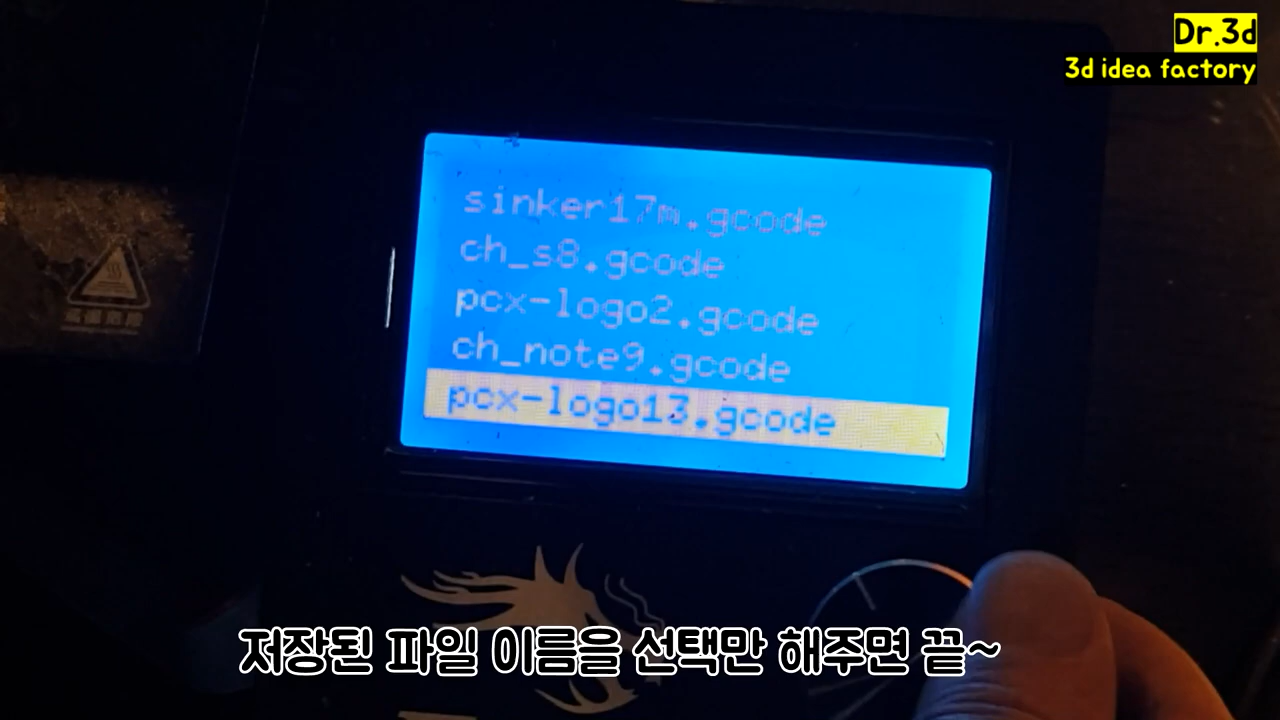 Dr.3d
3d idea factory
sinker17m.gcode
ch_s8.gcode
pcx-logo2.gcode
ch_note9.gcode
pcx-logo13.gcode
저장된 파일 이름을 선택만 해주면 끝~